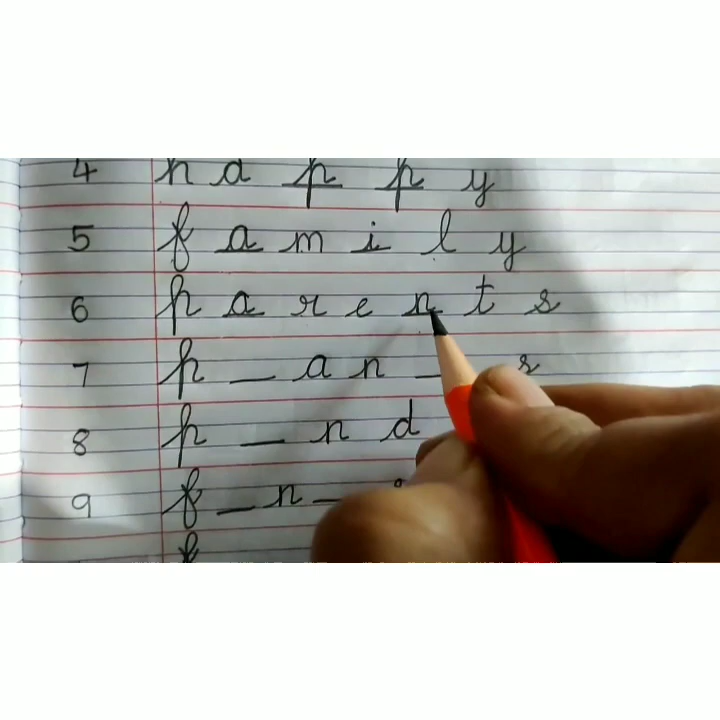 4 h a p p y
5 f a m i l y
6 p a r e n t s
7 p _ a n _ s
8 p _ n d
9 f _ n _
f